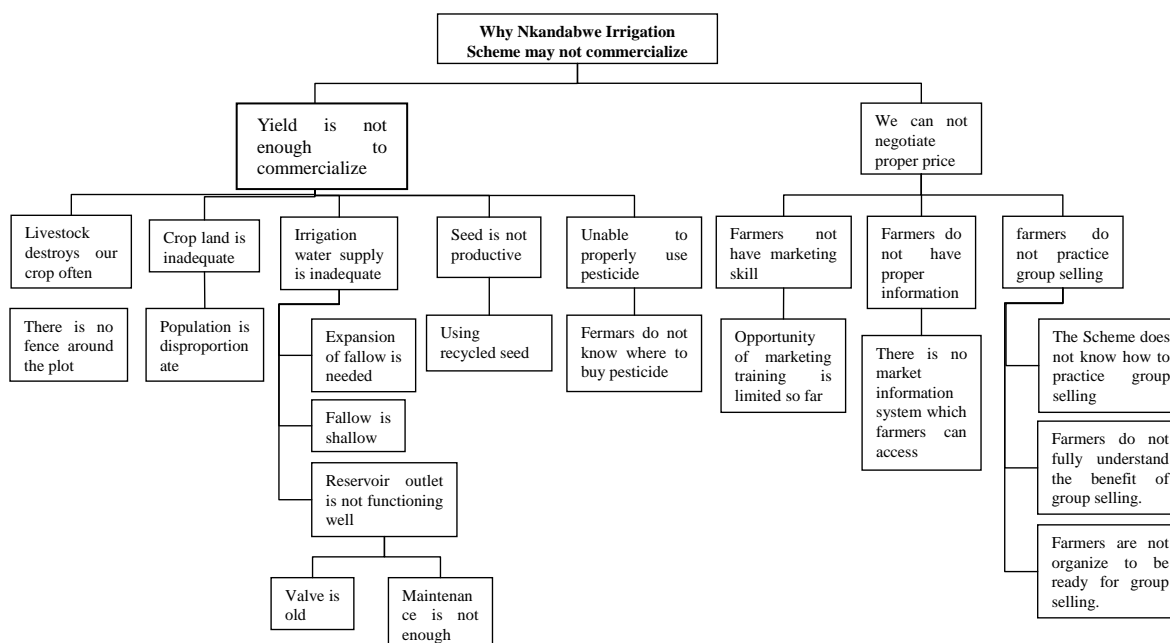 Why Nkandabwe Irrigation
Scheme may not commercialize
Yield is not
enough to
commercialize
We can not
negotiate
proper price
Livestock
destroys our
crop often
Crop land is
inadequate
Irrigation
water supply
is inadequate
Seed is not
productive
Unable to
properly use
pesticide
Farmers not
have marketing
skill
Farmers do
not have
proper
information
farmers do
not practice
group selling
There is no
fence around
the plot
Population is
disproportion
ate
Expansion
of fallow is
needed
Using
recycled seed
Fermars do not
know where to
buy pesticide
Opportunity
of marketing
training is
limited so far
There is no
market
information
system which
farmers can
access
The Scheme does
not know how to
practice group
selling
Fallow is
shallow
Farmers do not
fully understand
the benefit of
group selling.
Reservoir outlet
is not functioning
well
Farmers are not
organize to be
ready for group
selling.
Valve is
old
Maintenan
ce is not
enough